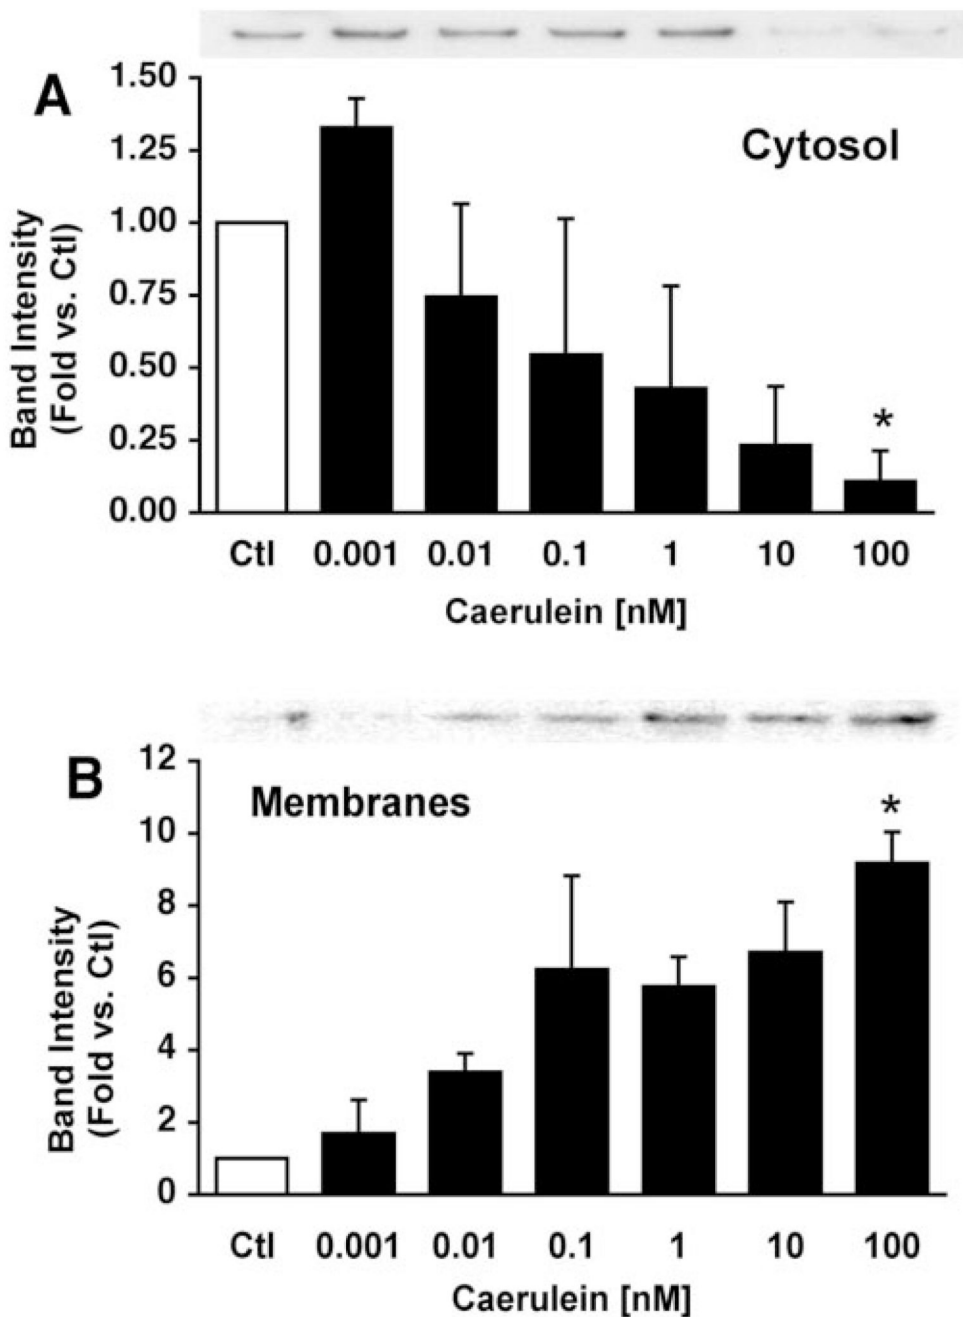 A
1.50
1.25
1.00
0.75
0.50
0.25
0.00
Band Intensity
(Fold vs. Ctl)
Cytosol
*
Ctl 0.001 0.01 0.1 1 10 100
Caerulein [nM]
B
12
10
8
6
4
2
0
Band Intensity
(Fold vs. Ctl)
Membranes
*
Ctl 0.001 0.01 0.1 1 10 100
Caerulein [nM]